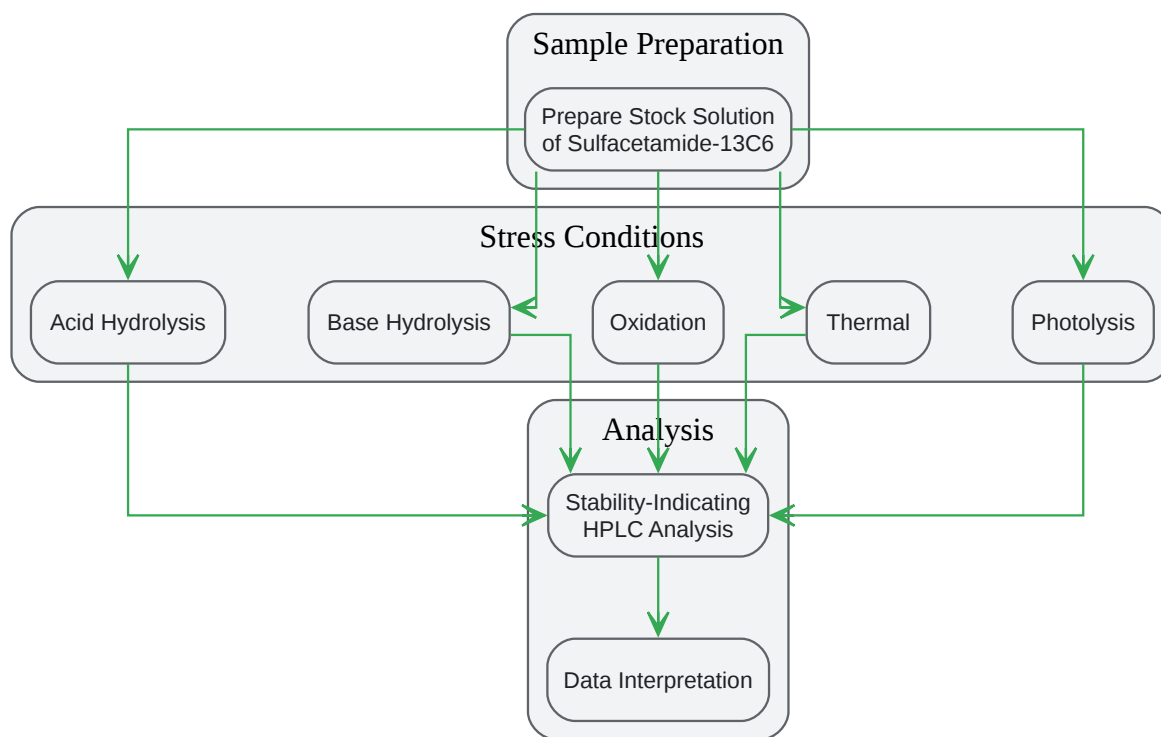 Sample Preparation
Prepare Stock Solution
of Sulfacetamide-13C6
Stress Conditions
Acid Hydrolysis
Base Hydrolysis
Oxidation
Thermal
Photolysis
Analysis
Stability-Indicating
HPLC Analysis
Data Interpretation